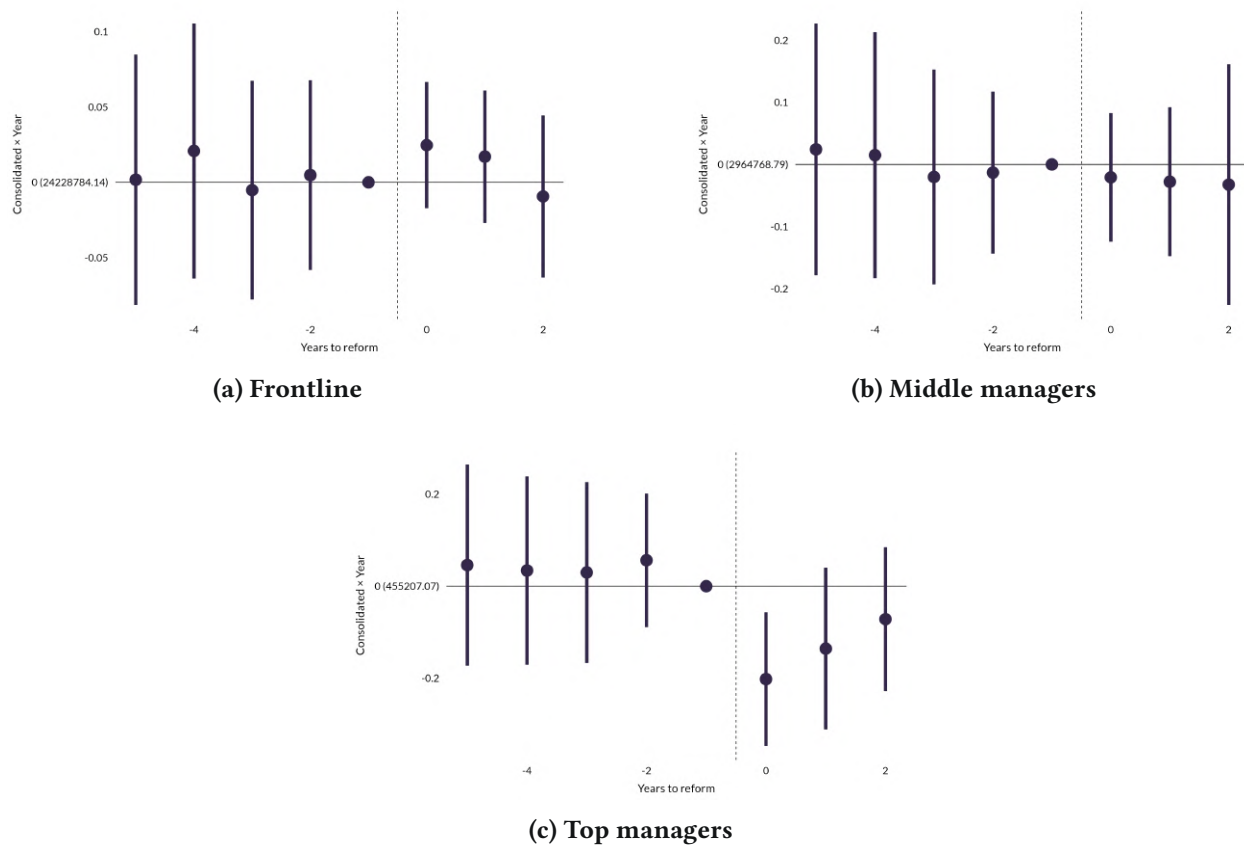 0.1
0.05
0 (24228784.14)
-0.05
Consolidated × Year
-4
-2
0
2
Years to reform
(a) Frontline
0.2
0.1
0 (2964768.79)
-0.1
-0.2
Consolidated × Year
-4
-2
0
2
Years to reform
(b) Middle managers
0.2
0 (455207.07)
-0.2
Consolidated × Year
-4
-2
0
2
Years to reform
(c) Top managers